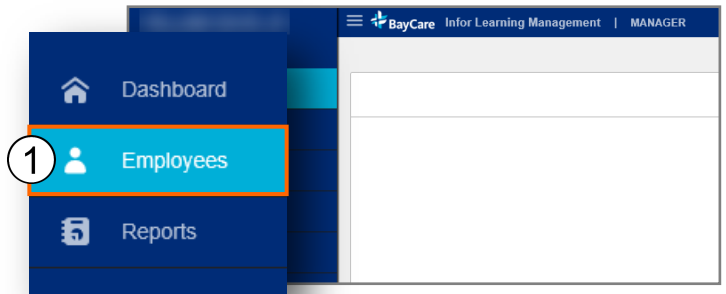 BayCare Infor Learning Management | MANAGER
Dashboard
1 Employees
Reports